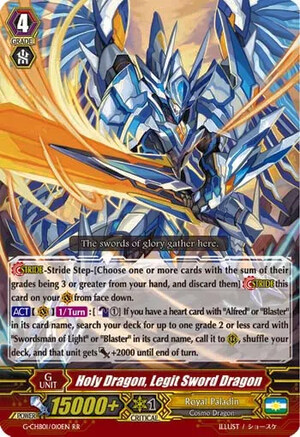 4
GRADE
The swords of glory gather here.
STRIDE-Stride Step-[Choose one or more cards with the sum of their
grades being 3 or greater from your hand, and discard them] STRIDE this
card on your (V) from face down.
ACT (V) 1/Turn :[ (1)] If you have a heart card with "Alfred" or "Blaster"
in its card name, search your deck for up to one grade 2 or less card with
"Swordsman of Light" or "Blaster" in its card name, call it to (R), shuffle your
deck, and that unit gets +2000 until end of turn.
G
UNIT
Holy Dragon, Legit Sword Dragon
POWER
15000+
1
CRITICAL
Royal Paladin
Cosmo Dragon
G-CHB01/010EN RR
ILLUST / ショースケ